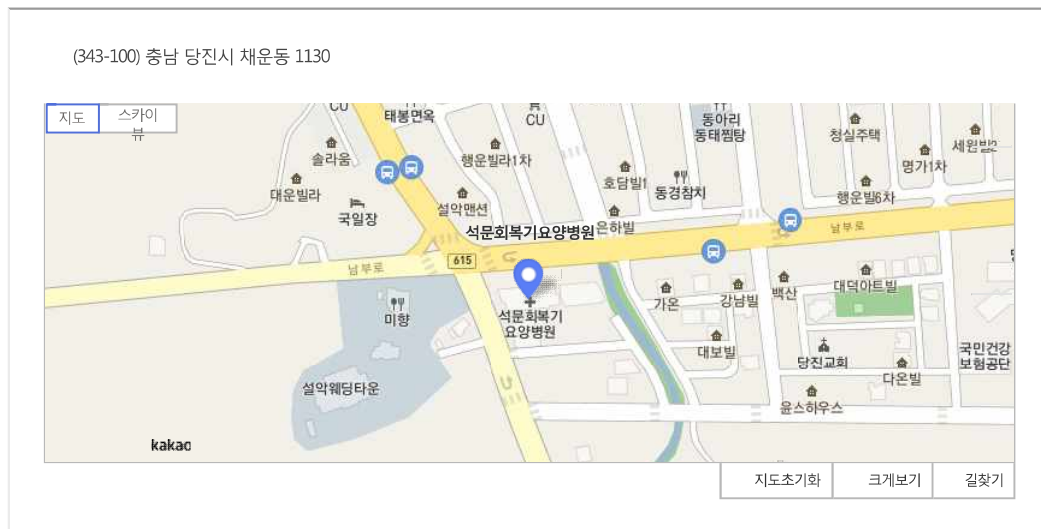 (343-100) 충남 당진시 채운동 1130
지도
스카이
뷰
CU
태봉면옥
CU
동아리
동태찜탕
청실주택
세원빌2
솔라움
행운빌라1차
명가1차
대운빌라
호담빌1
동경참치
행운빌6차
국일장
설악맨션
은하빌
석문회복기요양병원
남부로
615
남부로
가온
강남빌
백산
대덕아트빌
미향
석문회복기
요양병원
대보빌
당진교회
국민건강
보험공단
다온빌
설악웨딩타운
윤스하우스
kakao
지도초기화
크게보기
길찾기